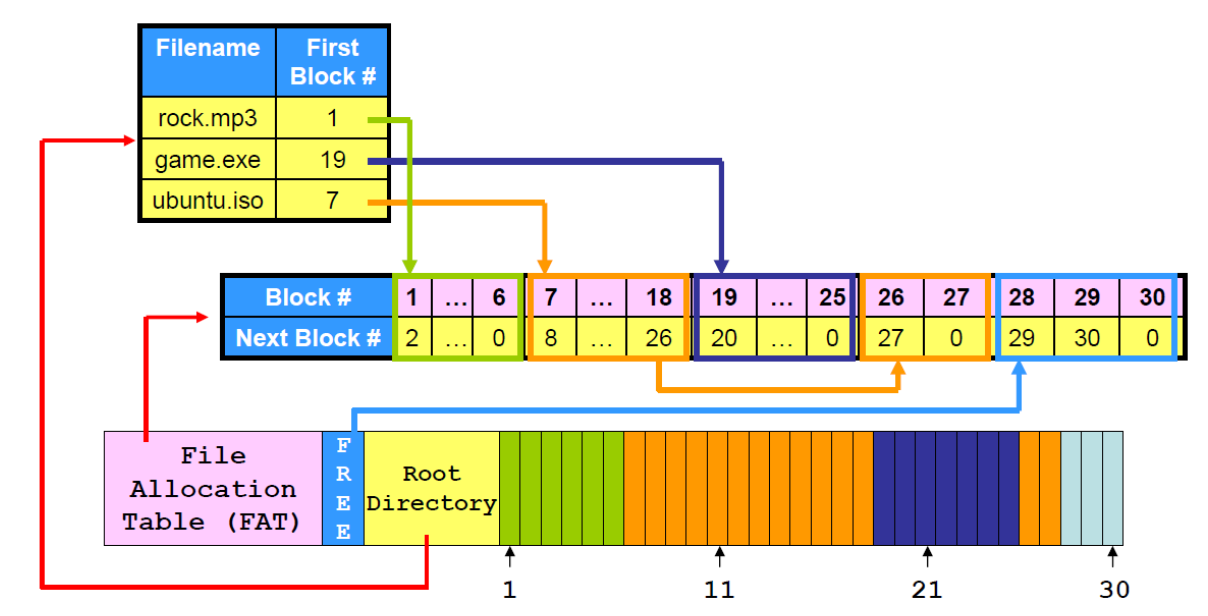 Filename First
Block #
rock.mp3 1
game.exe 19
ubuntu.iso 7
Block # 1 ... 6 7 ... 18 19 ... 25 26 27 28 29 30
Next Block # 2 ... 0 8 ... 26 20 ... 0 27 0 29 30 0
File
Allocation
Table (FAT)
F
R
E
E
Root
Directory
1 11 21 30